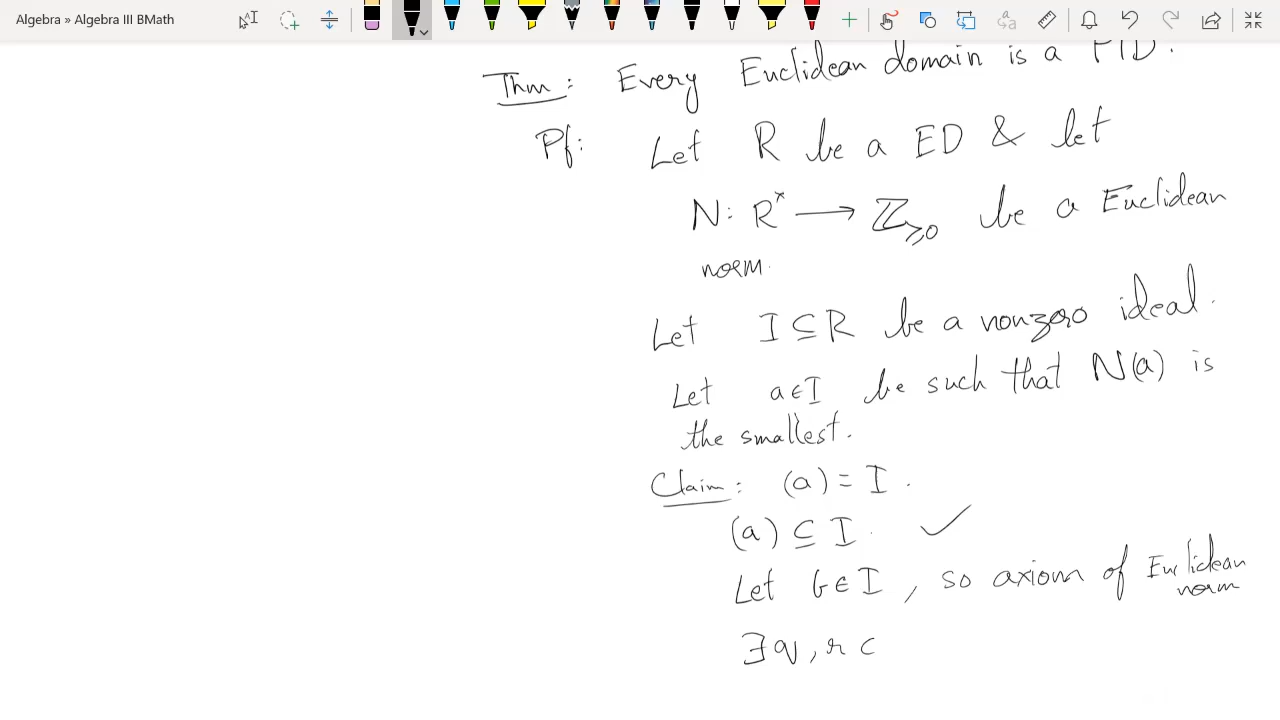 Algebra » Algebra III BMath
Thm: Every Euclidean domain is a PID.
Pf: Let R be a ED & let
N: R^× ⟶ ℤ_≥0 be a Euclidean
norm.
Let I ⊆ R be a nonzero ideal.
Let a ∈ I be such that N(a) is
the smallest.
Claim: (a) = I.
(a) ⊆ I. ✓
Let b ∈ I, so axiom of Euclidean
norm
∃ q, r